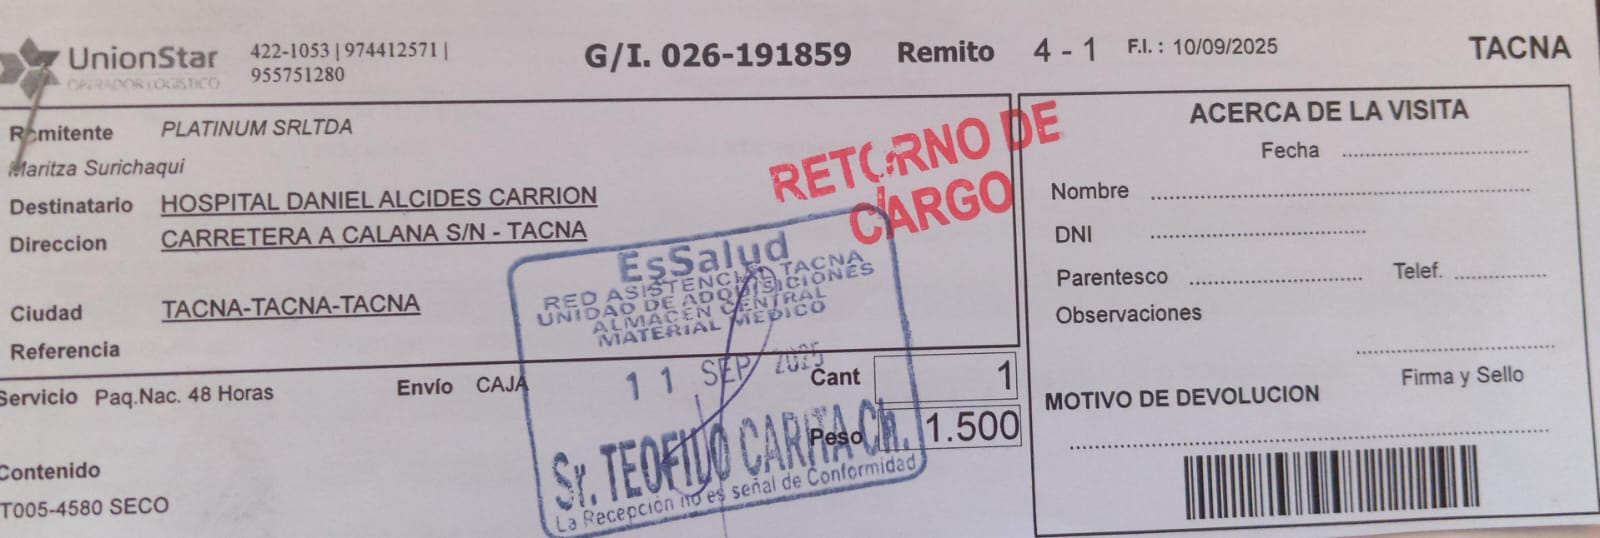 UnionStar
OPERADOR LOGISTICO
422-1053 | 974412571 |
955751280
G/I. 026-191859 Remito 4 - 1 F.I. : 10/09/2025 TACNA
Remitente PLATINUM SRLTDA
Maritza Surichaqui
Destinatario HOSPITAL DANIEL ALCIDES CARRION
Direccion CARRETERA A CALANA S/N - TACNA
Ciudad TACNA-TACNA-TACNA
Referencia
RETORNO DE
CARGO
EsSalud
RED ASISTENCIAL TACNA
UNIDAD DE ADQUISICIONES
ALMACEN CENTRAL
MATERIAL MEDICO
11 SEP 2025
Sr. TEOFILO CARITA Ch.
La Recepción no es señal de Conformidad
Servicio Paq.Nac. 48 Horas Envío CAJA Cant 1
Peso 1.500
Contenido
T005-4580 SECO
ACERCA DE LA VISITA
Fecha ..............................
Nombre ..............................
DNI ..............................
Parentesco .............................. Telef. ...............
Observaciones
..............................
Firma y Sello
MOTIVO DE DEVOLUCION
..............................